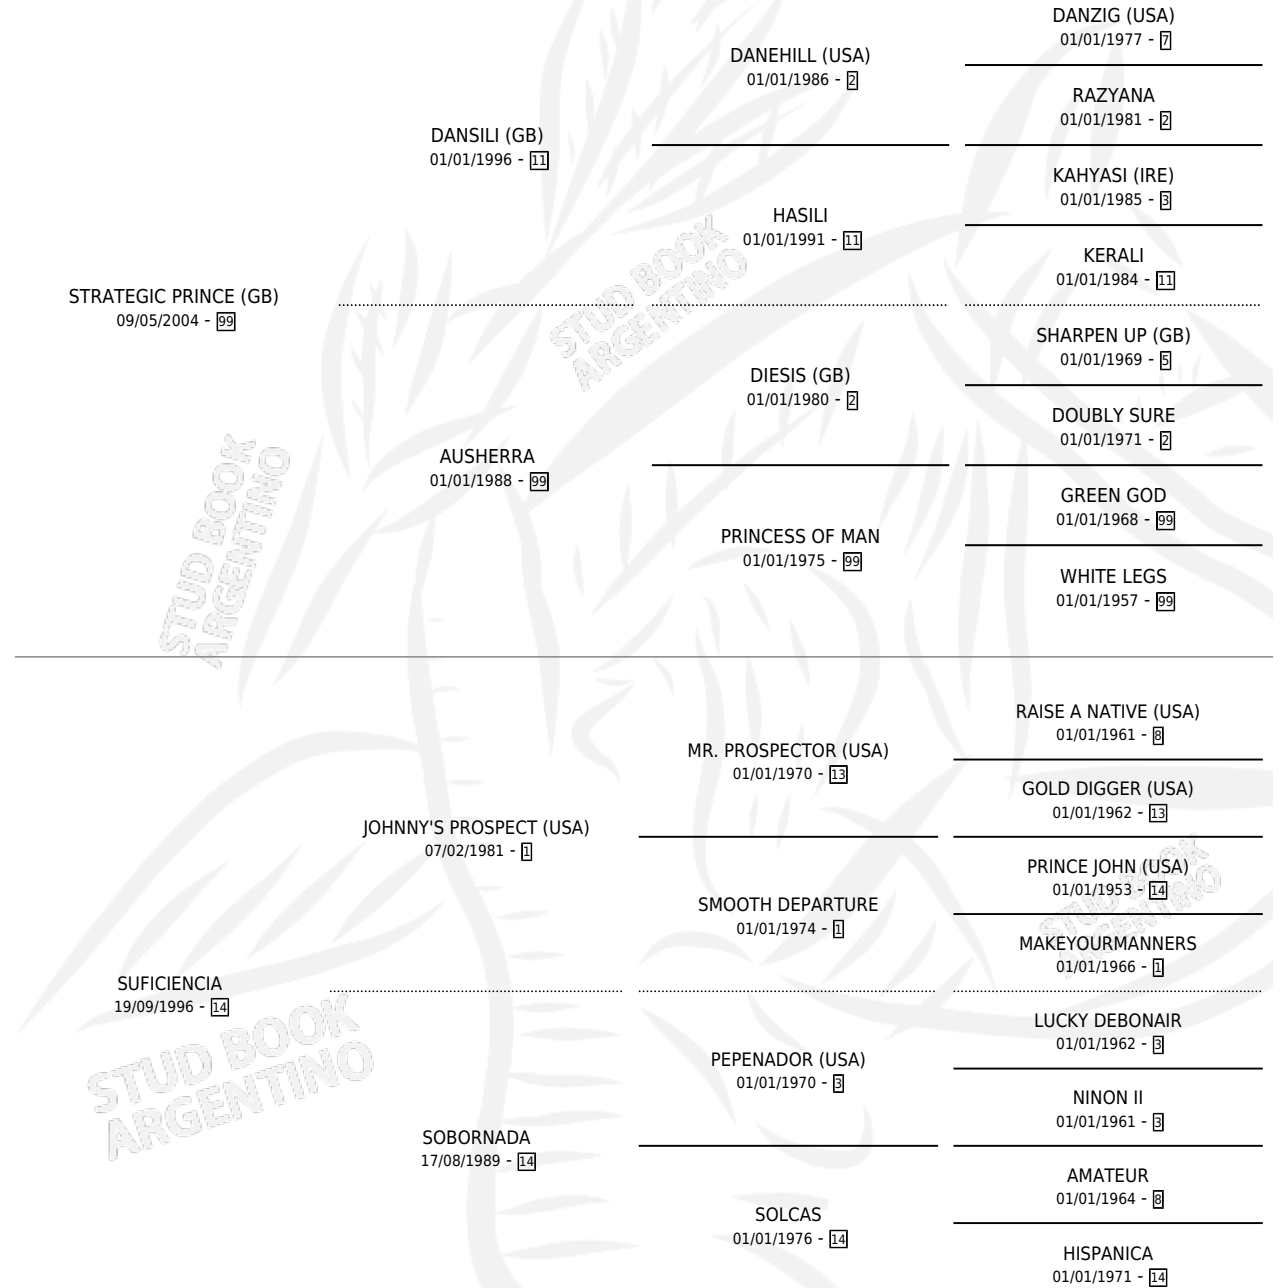 DANZIG (USA)
01/01/1977 - 7
DANEHILL (USA)
01/01/1986 - 2
RAZYANA
01/01/1981 - 2
DANSILI (GB)
01/01/1996 - 11
KAHYASI (IRE)
01/01/1985 - 3
HASILI
01/01/1991 - 11
KERALI
01/01/1984 - 11
STRATEGIC PRINCE (GB)
09/05/2004 - 99
STUD BOOK
ARGENTINO
SHARPEN UP (GB)
01/01/1969 - 5
DIESIS (GB)
01/01/1980 - 2
DOUBLY SURE
01/01/1971 - 2
AUSHERRA
01/01/1988 - 99
GREEN GOD
01/01/1968 - 99
PRINCESS OF MAN
01/01/1975 - 99
WHITE LEGS
01/01/1957 - 99
STUD BOOK
ARGENTINO
RAISE A NATIVE (USA)
01/01/1961 - 8
MR. PROSPECTOR (USA)
01/01/1970 - 13
GOLD DIGGER (USA)
01/01/1962 - 13
JOHNNY'S PROSPECT (USA)
07/02/1981 - 1
PRINCE JOHN (USA)
01/01/1953 - 14
SMOOTH DEPARTURE
01/01/1974 - 1
STUD BOOK
ARGENTINO
MAKEYOURMANNERS
01/01/1966 - 1
SUFICIENCIA
19/09/1996 - 14
LUCKY DEBONAIR
01/01/1962 - 3
PEPENADOR (USA)
01/01/1970 - 3
STUD BOOK
ARGENTINO
NINON II
01/01/1961 - 3
SOBORNADA
17/08/1989 - 14
AMATEUR
01/01/1964 - 8
SOLCAS
01/01/1976 - 14
HISPANICA
01/01/1971 - 14